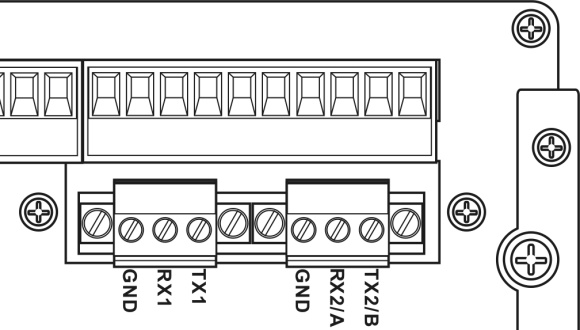 GND
RX1
TX1
GND
RX2/A
TX2/B